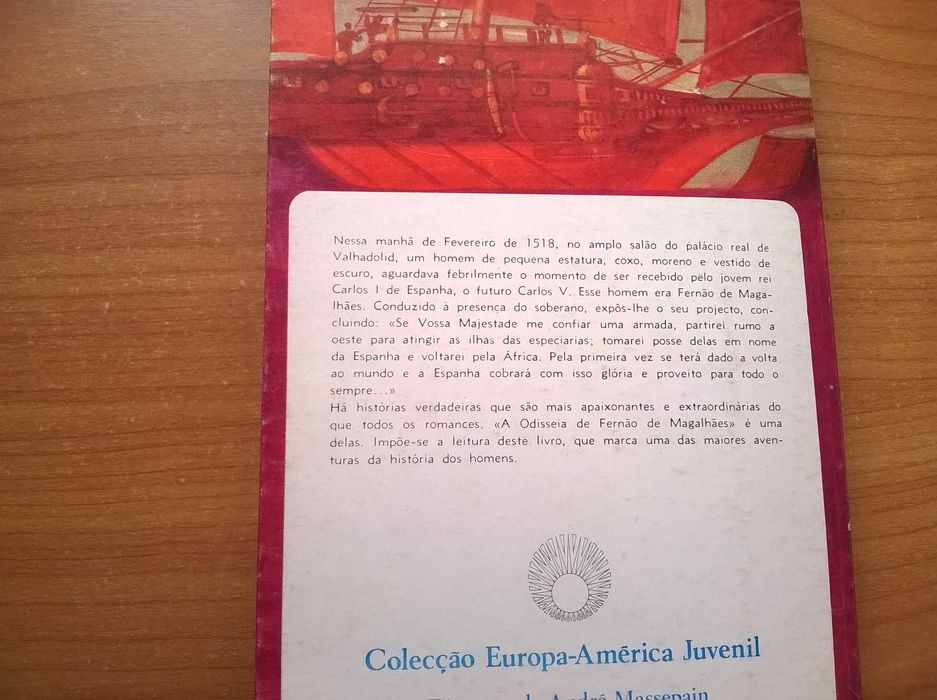 Nessa manhã de Fevereiro de 1518, no amplo salão do palácio real de
Valhadolid, um homem de pequena estatura, coxo, moreno e vestido de
escuro, aguardava febrilmente o momento de ser recebido pelo jovem rei
Carlos I de Espanha, o futuro Carlos V. Esse homem era Fernão de Maga-
lhães. Conduzido à presença do soberano, expôs-lhe o seu projecto, con-
cluindo: «Se Vossa Majestade me confiar uma armada, partirei rumo a
oeste para atingir as ilhas das especiarias; tomarei posse delas em nome
da Espanha e voltarei pela África. Pela primeira vez se terá dado a volta
ao mundo e a Espanha cobrará com isso glória e proveito para todo o
sempre...»
Há histórias verdadeiras que são mais apaixonantes e extraordinárias do
que todos os romances. «A Odisseia de Fernão de Magalhães» é uma
delas. Impõe-se a leitura deste livro, que marca uma das maiores aven-
turas da história dos homens.
Colecção Europa-América Juvenil
de André Massepain